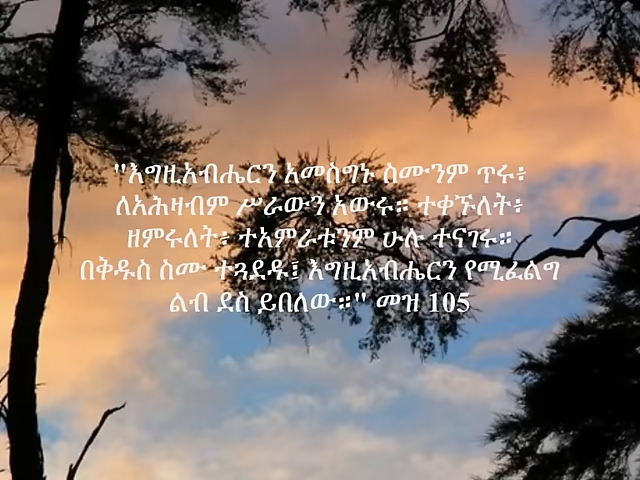 "እግዚአብሔርን አመስግኑ ስሙንም ጥሩ፥
ለአሕዛብም ሥራውን አውሩ። ተቀኙለት፥
ዘምሩለት፥ ተአምራቱንም ሁሉ ተናገሩ።
በቅዱስ ስሙ ተጓደዱ፤ እግዚአብሔርን የሚፈልግ
ልብ ደስ ይበለው።" መዝ 105